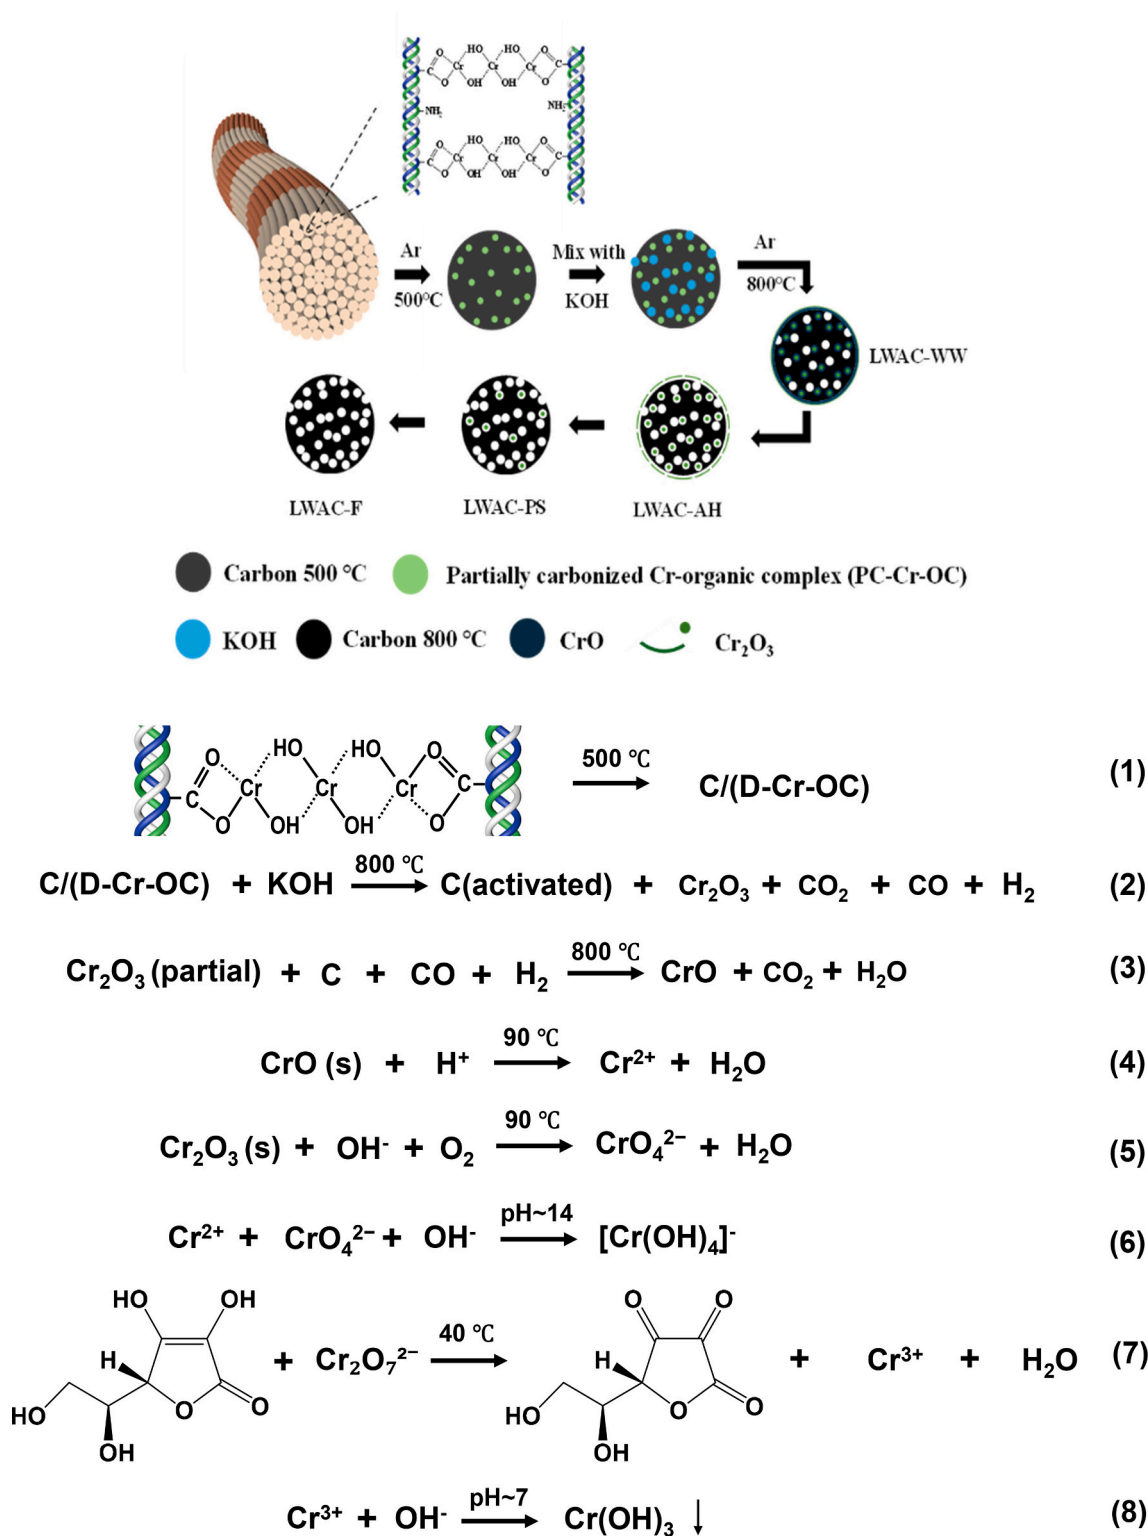 O HO HO O
C Cr Cr Cr C
O OH OH O
NH2 NH2
O HO HO O
C Cr Cr Cr C
O OH OH O
Ar
500°C
Mix with
KOH
Ar
800°C
LWAC-WW
LWAC-F
LWAC-PS
LWAC-AH
Carbon 500 °C
Partially carbonized Cr-organic complex (PC-Cr-OC)
KOH
Carbon 800 °C
CrO
Cr₂O₃
O HO HO O
C Cr Cr Cr C
O OH OH O
500 ℃
C/(D-Cr-OC)
(1)
800 ℃
C/(D-Cr-OC) + KOH → C(activated) + Cr₂O₃ + CO₂ + CO + H₂ (2)
800 ℃
Cr₂O₃ (partial) + C + CO + H₂ → CrO + CO₂ + H₂O (3)
90 ℃
CrO (s) + H⁺ → Cr²⁺ + H₂O (4)
90 ℃
Cr₂O₃ (s) + OH⁻ + O₂ → CrO₄²⁻ + H₂O (5)
pH~14
Cr²⁺ + CrO₄²⁻ + OH⁻ → [Cr(OH)₄]⁻ (6)
HO OH O O
40 ℃
H + Cr₂O₇²⁻ → H + Cr³⁺ + H₂O (7)
HO O O HO O O
OH OH
pH~7
Cr³⁺ + OH⁻ → Cr(OH)₃ ↓ (8)